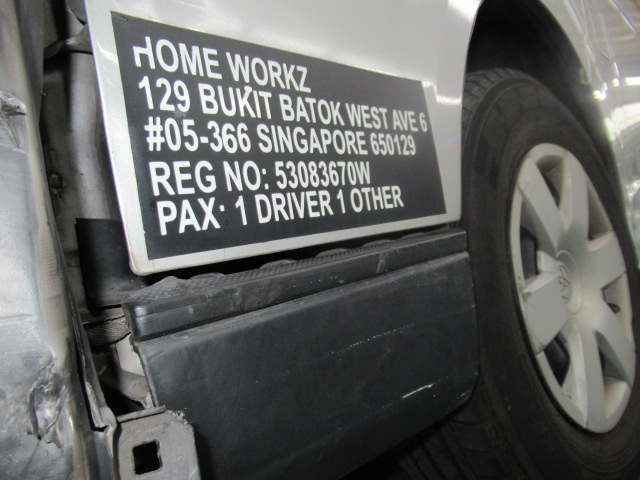 HOME WORKZ
129 BUKIT BATOK WEST AVE 6
#05-366 SINGAPORE 650129
REG NO: 53083670W
PAX: 1 DRIVER 1 OTHER